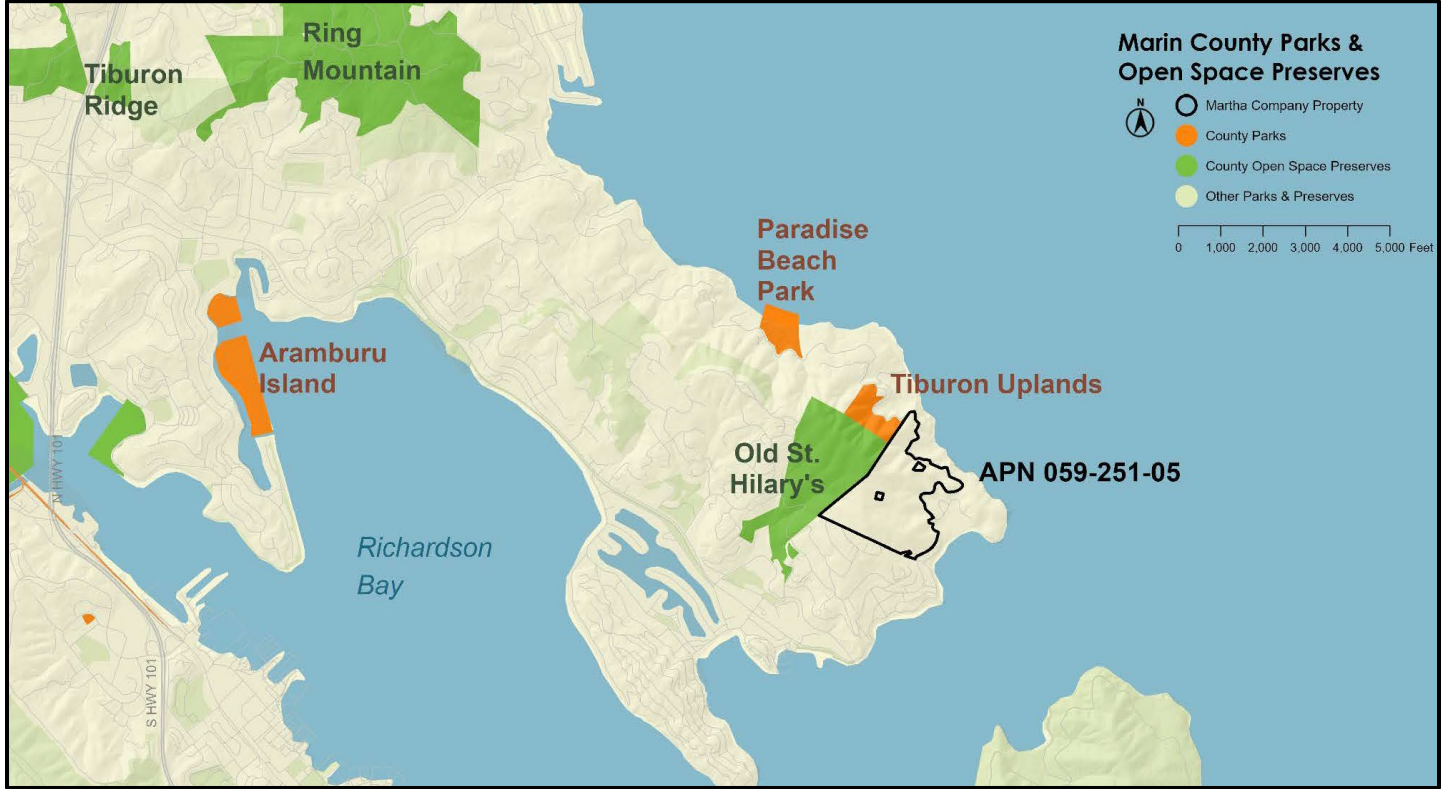 Ring
Mountain
Tiburon
Ridge
Marin County Parks &
Open Space Preserves
N
Martha Company Property
County Parks
County Open Space Preserves
Other Parks & Preserves
0 1,000 2,000 3,000 4,000 5,000 Feet
Paradise
Beach
Park
Aramburu
Island
Tiburon Uplands
Old St.
Hilary's
APN 059-251-05
N HWY 101
Richardson
Bay
S HWY 101